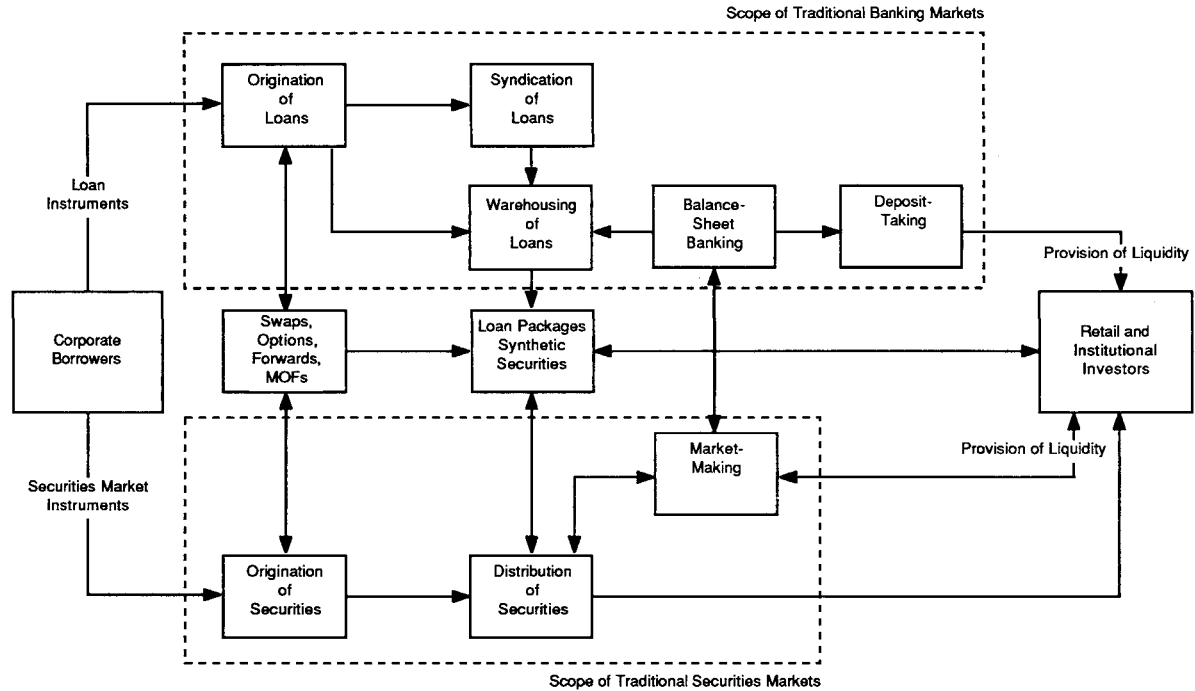 Scope of Traditional Banking Markets
Origination
of
Loans
Syndication
of
Loans
Loan
Instruments
Warehousing
of
Loans
Balance-
Sheet
Banking
Deposit-
Taking
Provision of Liquidity
Corporate
Borrowers
Swaps,
Options,
Forwards,
MOFs
Loan Packages
Synthetic
Securities
Retail and
Institutional
Investors
Market-
Making
Provision of Liquidity
Securities Market
Instruments
Origination
of
Securities
Distribution
of
Securities
Scope of Traditional Securities Markets